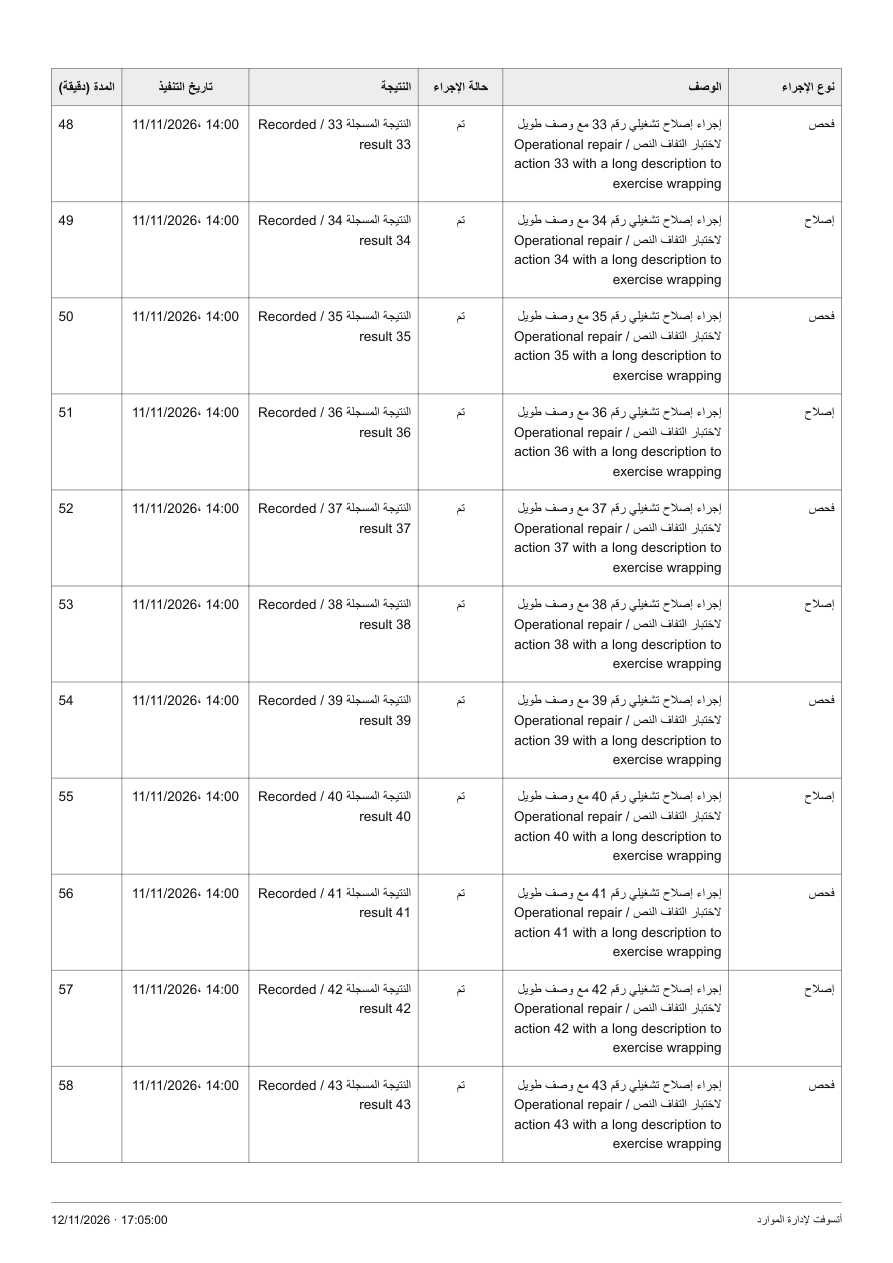 نوع الإجراء الوصف حالة الإجراء النتيجة تاريخ التنفيذ المدة (دقيقة)
فحص إجراء إصلاح تشغيلي رقم 33 مع وصف طويل تم النتيجة المسجلة 33 / Recorded 11/11/2026، 14:00 48
لاختبار التفاف النص / Operational repair result 33
action 33 with a long description to
exercise wrapping
إصلاح إجراء إصلاح تشغيلي رقم 34 مع وصف طويل تم النتيجة المسجلة 34 / Recorded 11/11/2026، 14:00 49
لاختبار التفاف النص / Operational repair result 34
action 34 with a long description to
exercise wrapping
فحص إجراء إصلاح تشغيلي رقم 35 مع وصف طويل تم النتيجة المسجلة 35 / Recorded 11/11/2026، 14:00 50
لاختبار التفاف النص / Operational repair result 35
action 35 with a long description to
exercise wrapping
إصلاح إجراء إصلاح تشغيلي رقم 36 مع وصف طويل تم النتيجة المسجلة 36 / Recorded 11/11/2026، 14:00 51
لاختبار التفاف النص / Operational repair result 36
action 36 with a long description to
exercise wrapping
فحص إجراء إصلاح تشغيلي رقم 37 مع وصف طويل تم النتيجة المسجلة 37 / Recorded 11/11/2026، 14:00 52
لاختبار التفاف النص / Operational repair result 37
action 37 with a long description to
exercise wrapping
إصلاح إجراء إصلاح تشغيلي رقم 38 مع وصف طويل تم النتيجة المسجلة 38 / Recorded 11/11/2026، 14:00 53
لاختبار التفاف النص / Operational repair result 38
action 38 with a long description to
exercise wrapping
فحص إجراء إصلاح تشغيلي رقم 39 مع وصف طويل تم النتيجة المسجلة 39 / Recorded 11/11/2026، 14:00 54
لاختبار التفاف النص / Operational repair result 39
action 39 with a long description to
exercise wrapping
إصلاح إجراء إصلاح تشغيلي رقم 40 مع وصف طويل تم النتيجة المسجلة 40 / Recorded 11/11/2026، 14:00 55
لاختبار التفاف النص / Operational repair result 40
action 40 with a long description to
exercise wrapping
فحص إجراء إصلاح تشغيلي رقم 41 مع وصف طويل تم النتيجة المسجلة 41 / Recorded 11/11/2026، 14:00 56
لاختبار التفاف النص / Operational repair result 41
action 41 with a long description to
exercise wrapping
إصلاح إجراء إصلاح تشغيلي رقم 42 مع وصف طويل تم النتيجة المسجلة 42 / Recorded 11/11/2026، 14:00 57
لاختبار التفاف النص / Operational repair result 42
action 42 with a long description to
exercise wrapping
فحص إجراء إصلاح تشغيلي رقم 43 مع وصف طويل تم النتيجة المسجلة 43 / Recorded 11/11/2026، 14:00 58
لاختبار التفاف النص / Operational repair result 43
action 43 with a long description to
exercise wrapping
أتسوفت لإدارة الموارد 12/11/2026 · 17:05:00